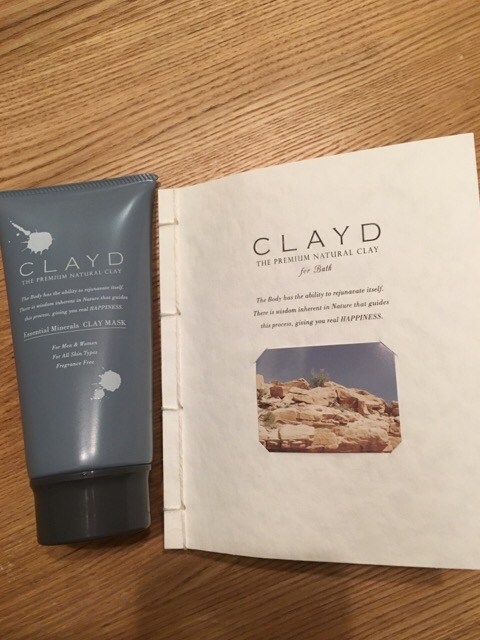 CLAYD
THE PREMIUM NATURAL CLAY
The Body has the ability to rejunavate itself.
There is wisdom inherent in Nature that guides
this process, giving you real HAPPINESS.
Essential Minerals CLAY MASK
For Men & Women
For All Skin Types
Fragrance Free
CLAYD
THE PREMIUM NATURAL CLAY
for Bath
The Body has the ability to rejunavate itself.
There is wisdom inherent in Nature that guides
this process, giving you real HAPPINESS.